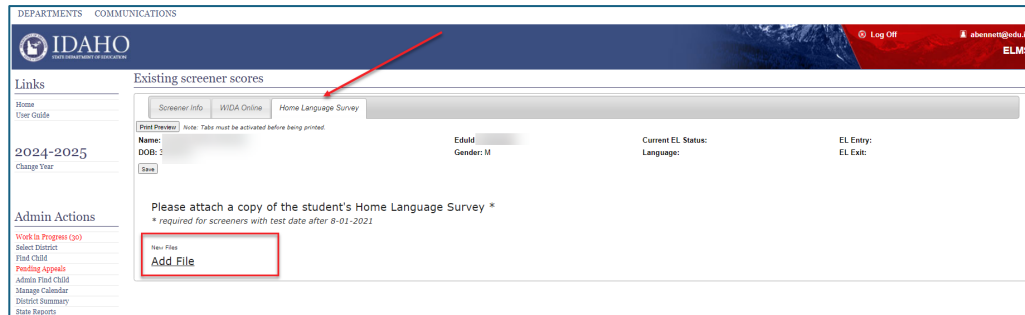 DEPARTMENTS COMMUNICATIONS
IDAHO
STATE DEPARTMENT OF EDUCATION
Log Off
abennett@edu.i
ELMS
Links
Home
User Guide
2024-2025
Change Year
Admin Actions
Work in Progress (30)
Select District
Find Child
Pending Appeals
Admin Find Child
Manage Calendar
District Summary
State Reports
Existing screener scores
Screener Info WIDA Online Home Language Survey
Print Preview Note: Tabs must be activated before being printed.
Name: EduId Current EL Status: EL Entry:
DOB: Gender: M Language: EL Exit:
Save
Please attach a copy of the student's Home Language Survey *
* required for screeners with test date after 8-01-2021
New Files
Add File